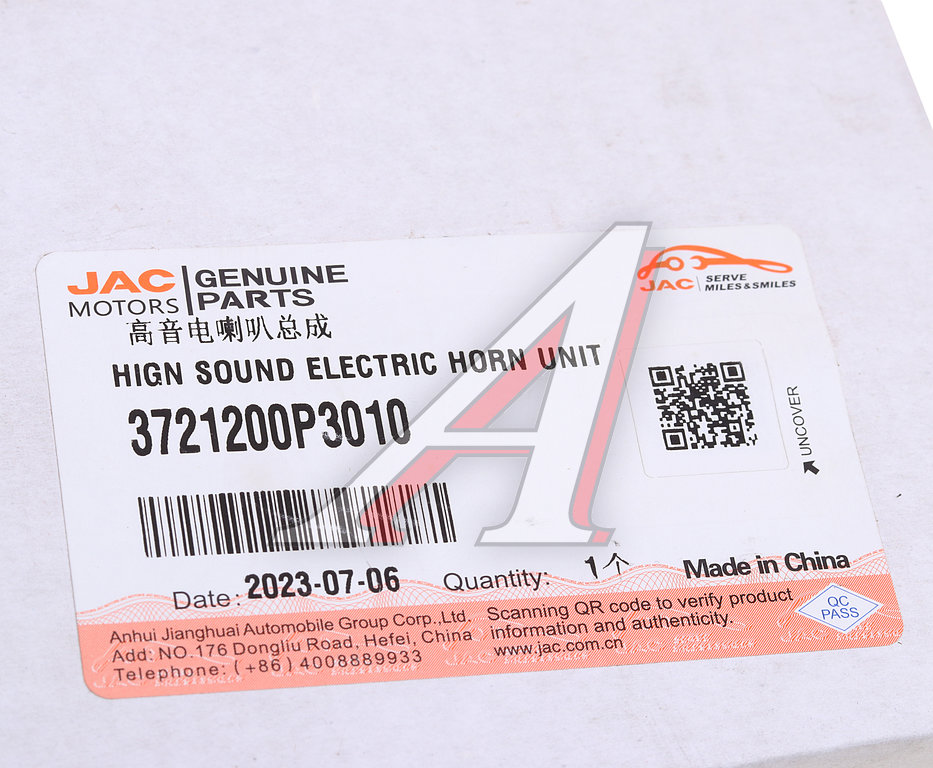 JAC MOTORS
GENUINE PARTS
JAC SERVE MILES&SMILES
高音电喇叭总成
HIGN SOUND ELECTRIC HORN UNIT
3721200P3010
UNCOVER
Date: 2023-07-06 Quantity: 1个 Made in China
Anhui Jianghuai Automobile Group Corp.,Ltd.
Add: NO.176 Dongliu Road, Hefei, China
Telephone: (+86) 4008889933
Scanning QR code to verify product
information and authenticity.
www.jac.com.cn
QC
PASS
A